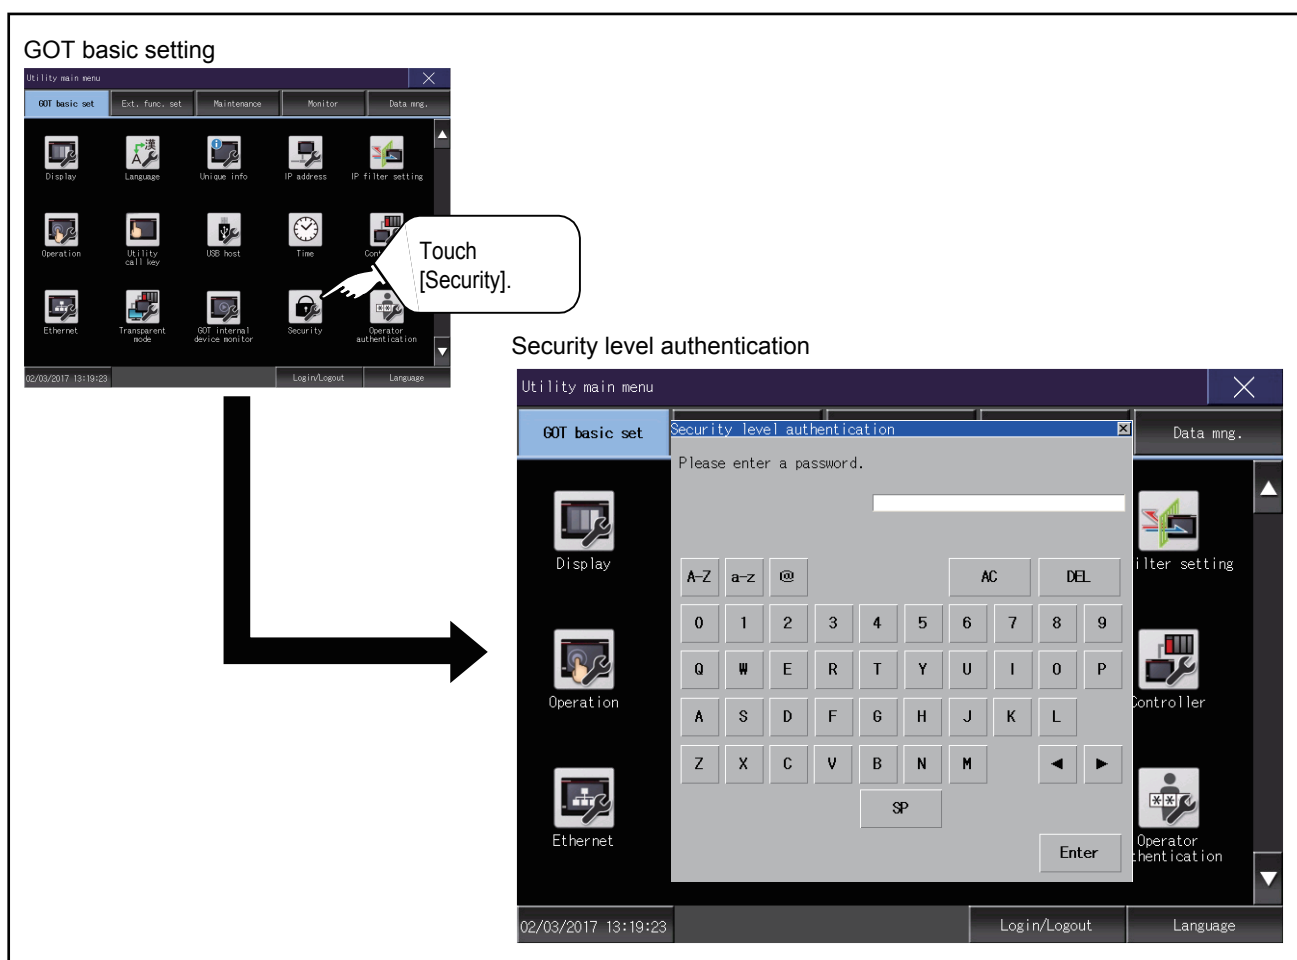 GOT basic setting
Utility main menu
GOT basic set
Ext. func. set
Maintenance
Monitor
Data mng.
Display
Language
Unique info
IP address
IP filter setting
Operation
Utility
call key
USB host
Time
Touch
[Security].
Ethernet
Transparent
mode
GOT internal
device monitor
Security
Operator
authentication
02/03/2017 13:19:23
Login/Logout
Language
Security level authentication
Utility main menu
GOT basic set
Security level authentication
Data mng.
Please enter a password.
Display
ilter setting
A-Z a-z @ AC DEL
0 1 2 3 4 5 6 7 8 9
Q W E R T Y U I O P
Operation
Controller
A S D F G H J K L
Z X C V B N M ◀ ▶
SP
Ethernet
Operator
thentication
Enter
02/03/2017 13:19:23
Login/Logout
Language